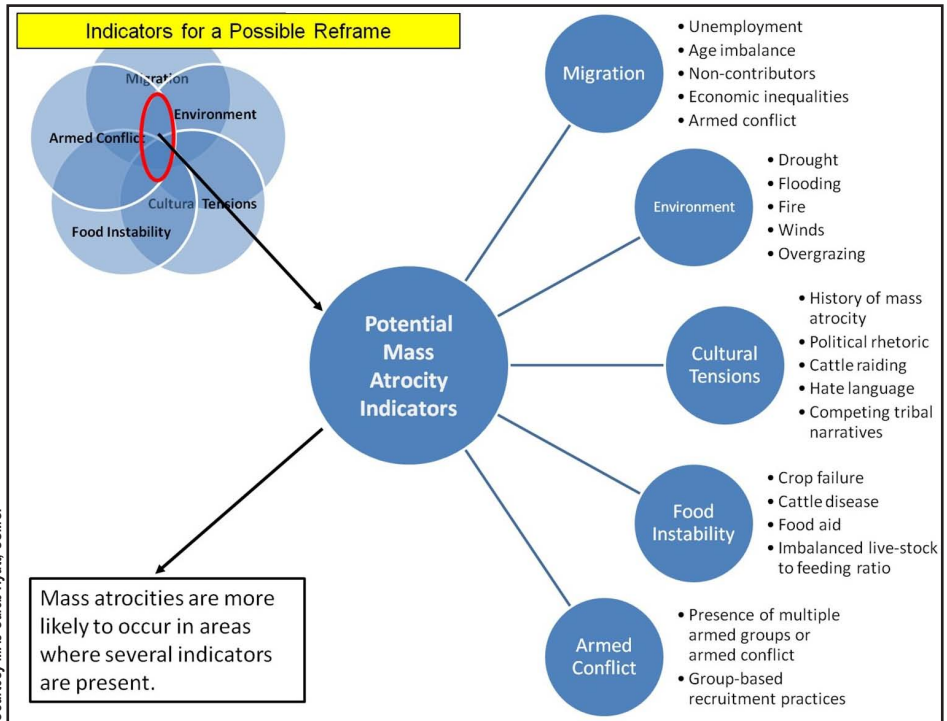 Indicators for a Possible Reframe
Migration
Environment
Armed Conflict
Cultura Tensions
Food Instability
Potential
Mass
Atrocity
Indicators
Migration
• Unemployment
• Age imbalance
• Non-contributors
• Economic inequalities
• Armed conflict
Environment
• Drought
• Flooding
• Fire
• Winds
• Overgrazing
Cultural
Tensions
• History of mass
atrocity
• Political rhetoric
• Cattle raiding
• Hate language
• Competing tribal
narratives
Food
Instability
• Crop failure
• Cattle disease
• Food aid
• Imbalanced live-stock
to feeding ratio
Armed
Conflict
• Presence of multiple
armed groups or
armed conflict
• Group-based
recruitment practices
Mass atrocities are more
likely to occur in areas
where several indicators
are present.